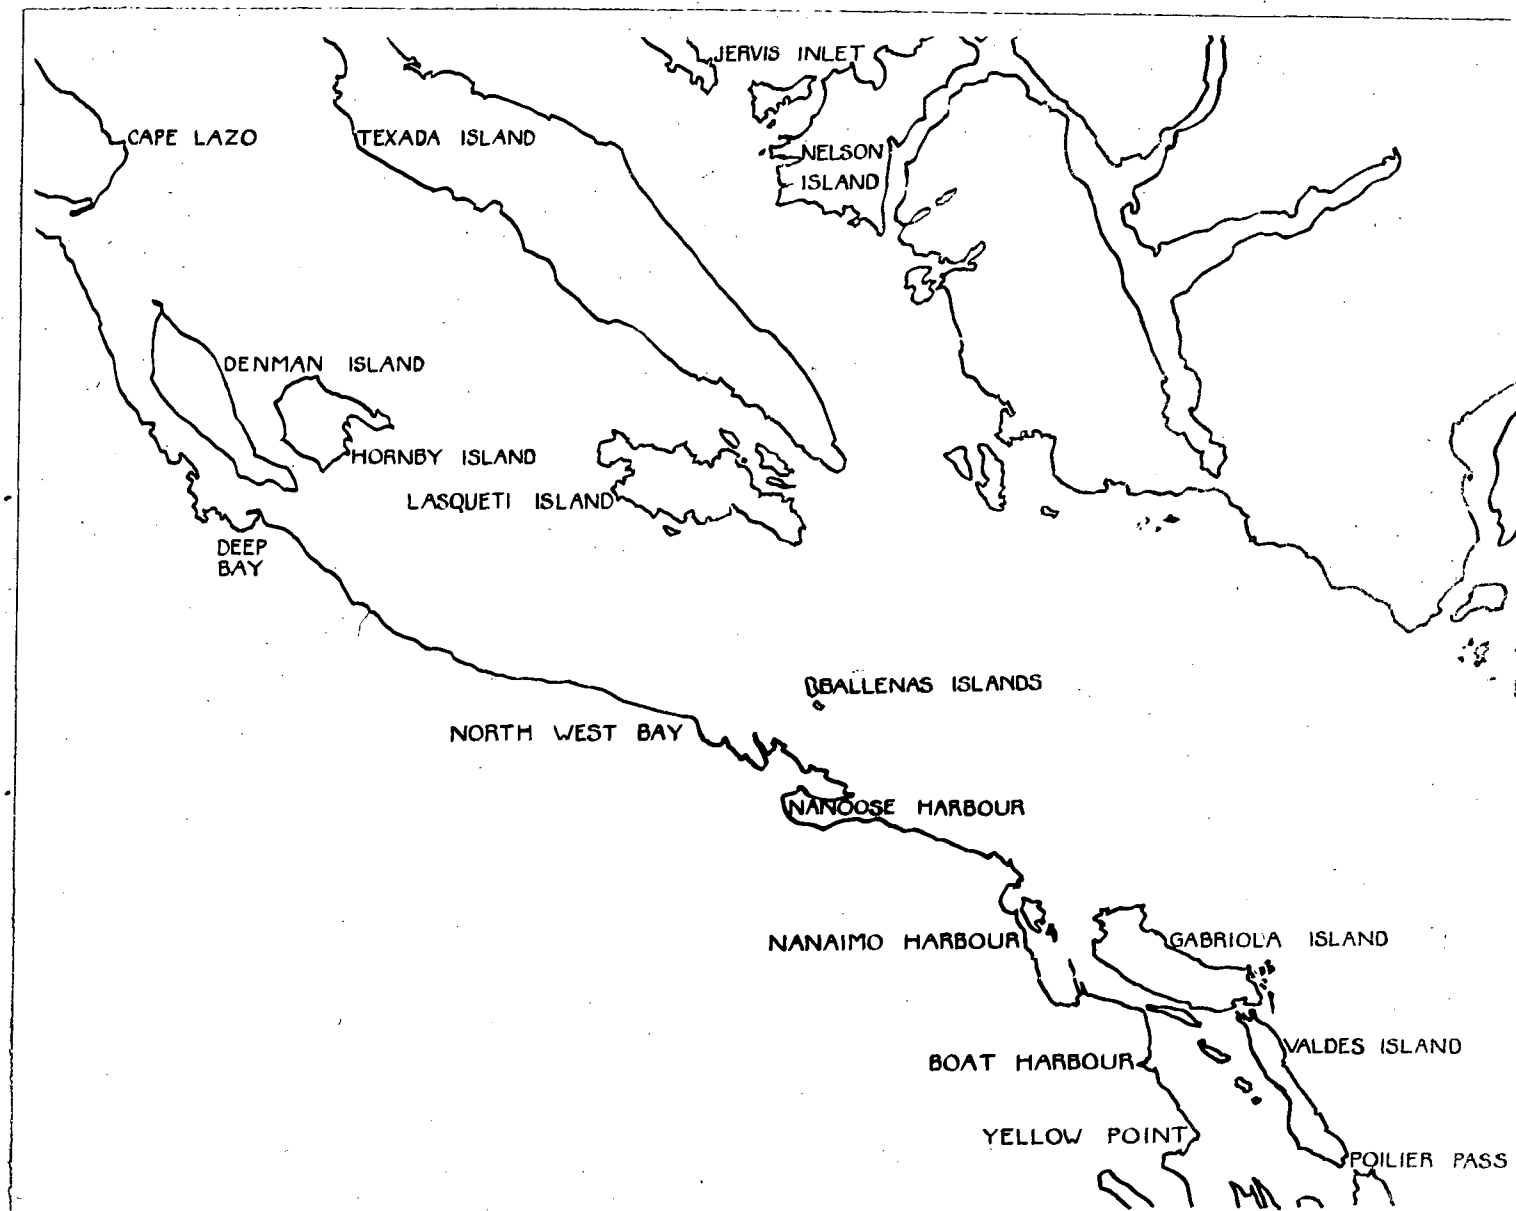 JERVIS INLET
CAPE LAZO
TEXADA ISLAND
NELSON
ISLAND
DENMAN ISLAND
HORNBY ISLAND
LASQUETI ISLAND
DEEP
BAY
BALLENAS ISLANDS
NORTH WEST BAY
NANOOSE HARBOUR
NANAIMO HARBOUR
GABRIOLA ISLAND
VALDES ISLAND
BOAT HARBOUR
YELLOW POINT
POILIER PASS